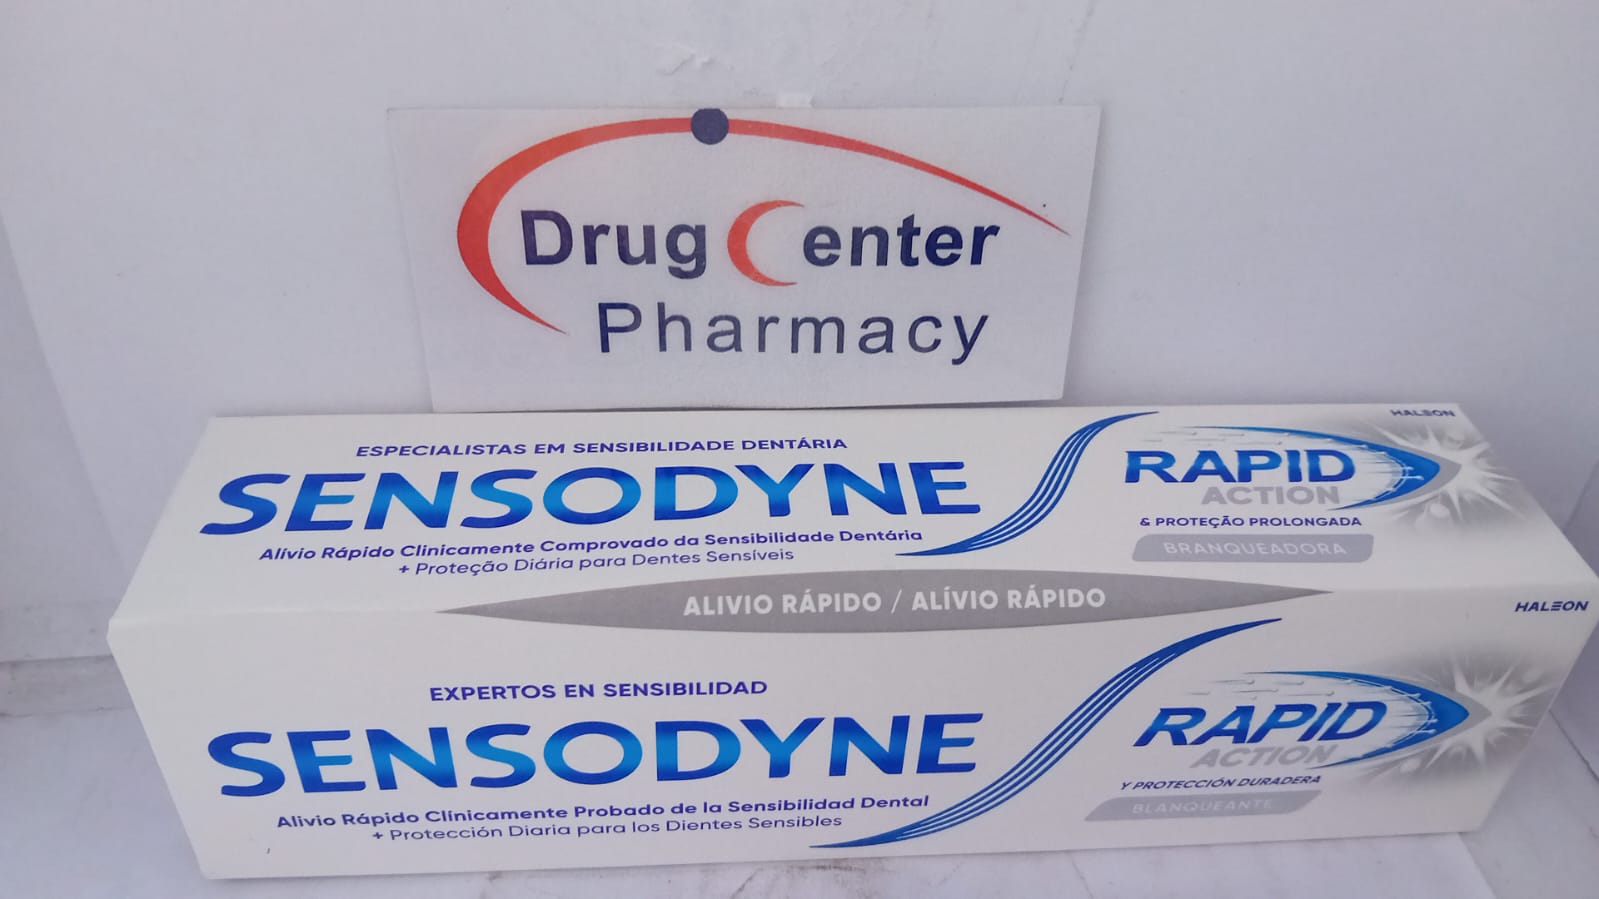 Drug Center
Pharmacy
HALEON
ESPECIALISTAS EM SENSIBILIDADE DENTÁRIA
SENSODYNE
Alívio Rápido Clinicamente Comprovado da Sensibilidade Dentária
+ Proteção Diária para Dentes Sensíveis
RAPID
ACTION
& PROTEÇÃO PROLONGADA
BRANQUEADORA
ALIVIO RÁPIDO / ALÍVIO RÁPIDO
HALEON
EXPERTOS EN SENSIBILIDAD
SENSODYNE
Alivio Rápido Clínicamente Probado de la Sensibilidad Dental
+ Protección Diaria para los Dientes Sensibles
RAPID
ACTION
Y PROTECCIÓN DURADERA
BLANQUEANTE